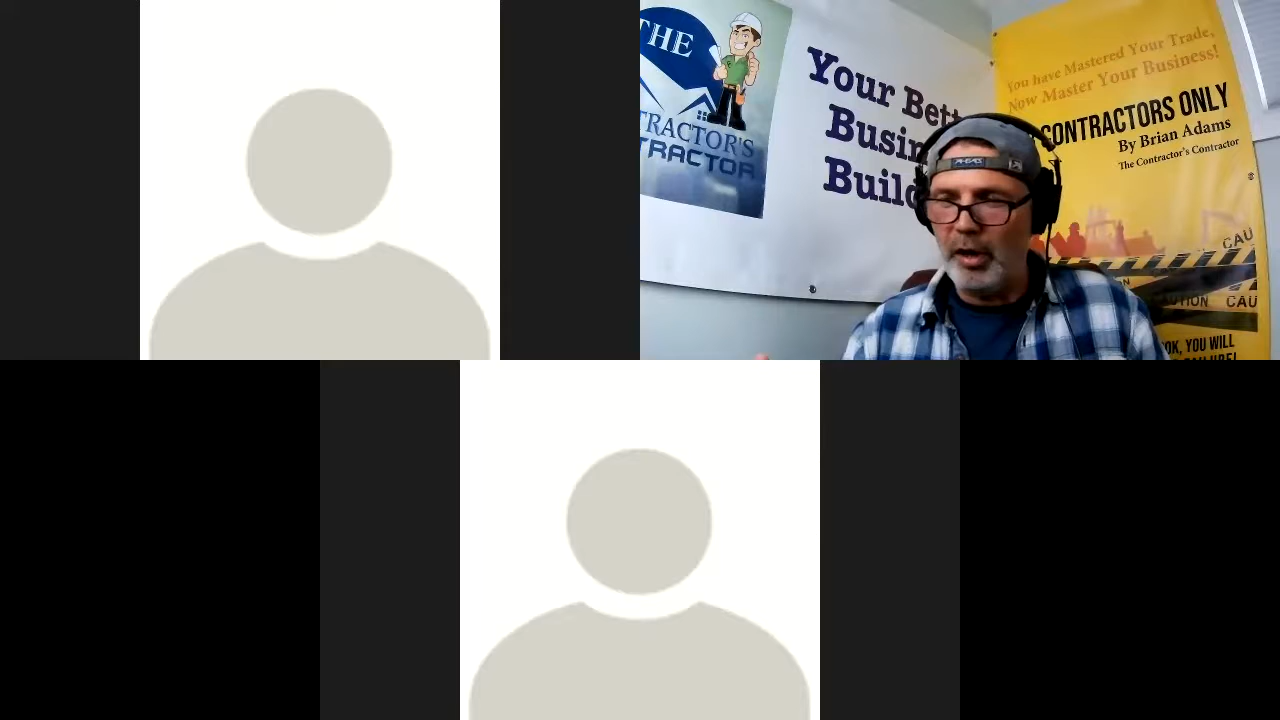 THE
TRACTOR'S
TRACTOR
Your Bett
Busin
Build
You have Mastered Your Trade,
Now Master Your Business!
CONTRACTORS ONLY
By Brian Adams
The Contractor's Contractor
CAU
CAUTION CAU
OK, YOU WILL